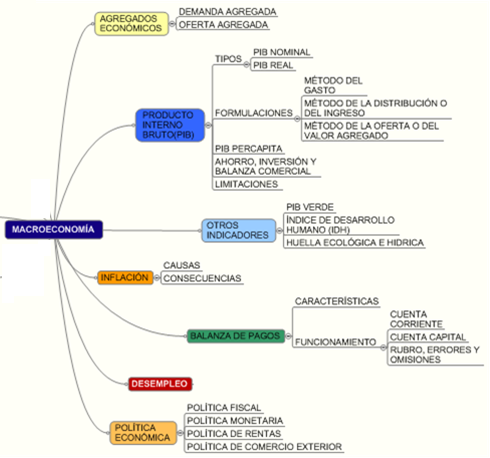 MACROECONOMÍA
AGREGADOS
ECONÓMICOS
DEMANDA AGREGADA
OFERTA AGREGADA
PRODUCTO
INTERNO
BRUTO(PIB)
TIPOS
PIB NOMINAL
PIB REAL
FORMULACIONES
MÉTODO DEL
GASTO
MÉTODO DE LA DISTRIBUCIÓN O
DEL INGRESO
MÉTODO DE LA OFERTA O DEL
VALOR AGREGADO
PIB PERCAPITA
AHORRO, INVERSIÓN Y
BALANZA COMERCIAL
LIMITACIONES
OTROS
INDICADORES
PIB VERDE
ÍNDICE DE DESARROLLO
HUMANO (IDH)
HUELLA ECOLÓGICA E HIDRICA
INFLACIÓN
CAUSAS
CONSECUENCIAS
BALANZA DE PAGOS
CARACTERÍSTICAS
FUNCIONAMIENTO
CUENTA
CORRIENTE
CUENTA CAPITAL
RUBRO, ERRORES Y
OMISIONES
DESEMPLEO
POLÍTICA
ECONÓMICA
POLÍTICA FISCAL
POLÍTICA MONETARIA
POLÍTICA DE RENTAS
POLÍTICA DE COMERCIO EXTERIOR